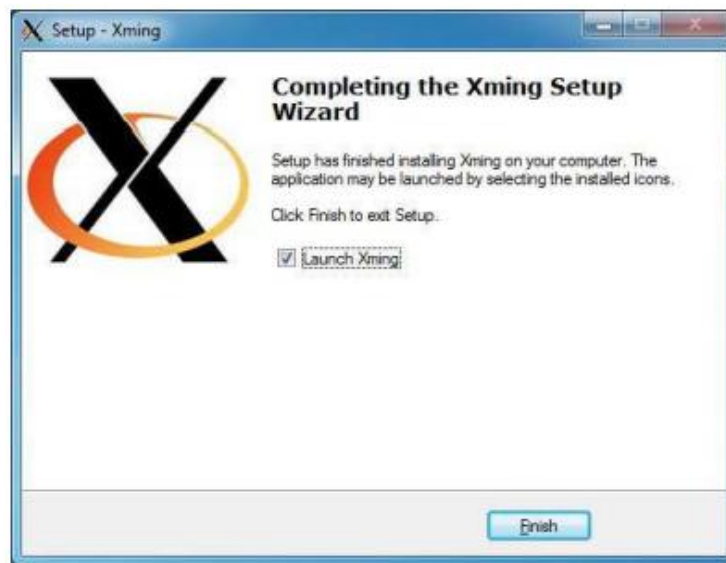 Setup - Xming
Completing the Xming Setup
Wizard
Setup has finished installing Xming on your computer. The
application may be launched by selecting the installed icons.
Click Finish to exit Setup.
Launch Xming
Finish